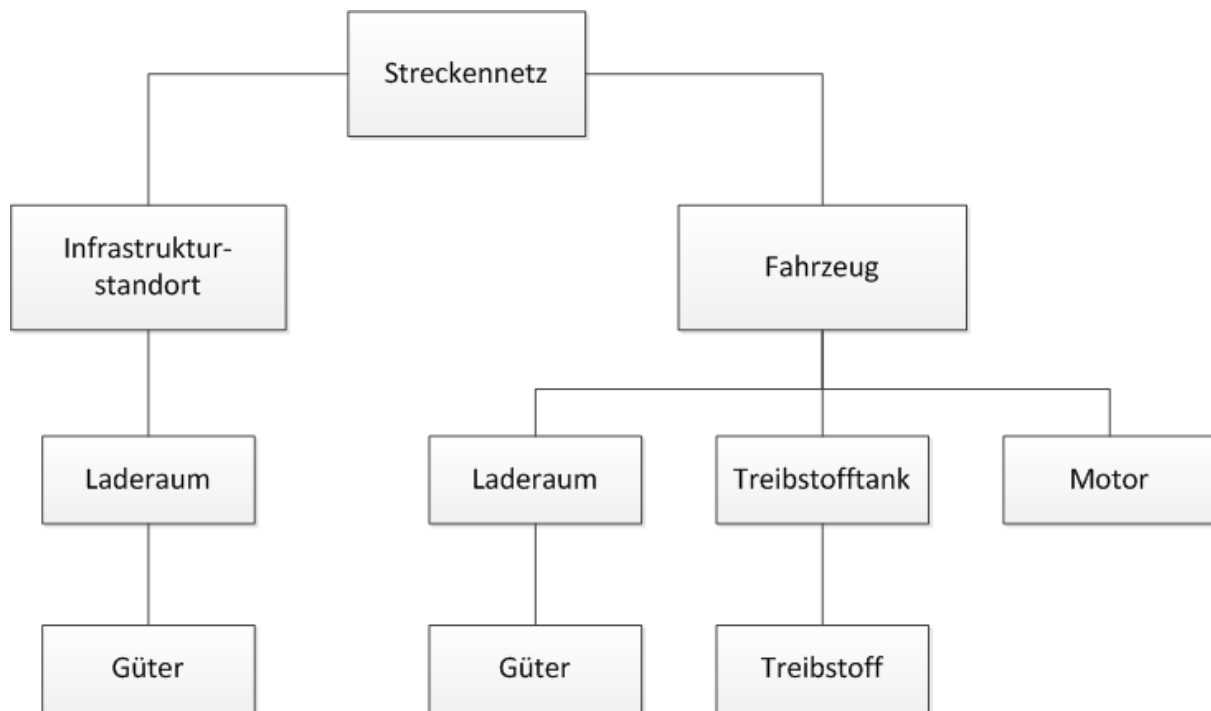 Streckennetz
Infrastruktur-
standort
Fahrzeug
Laderaum
Laderaum
Treibstofftank
Motor
Güter
Güter
Treibstoff